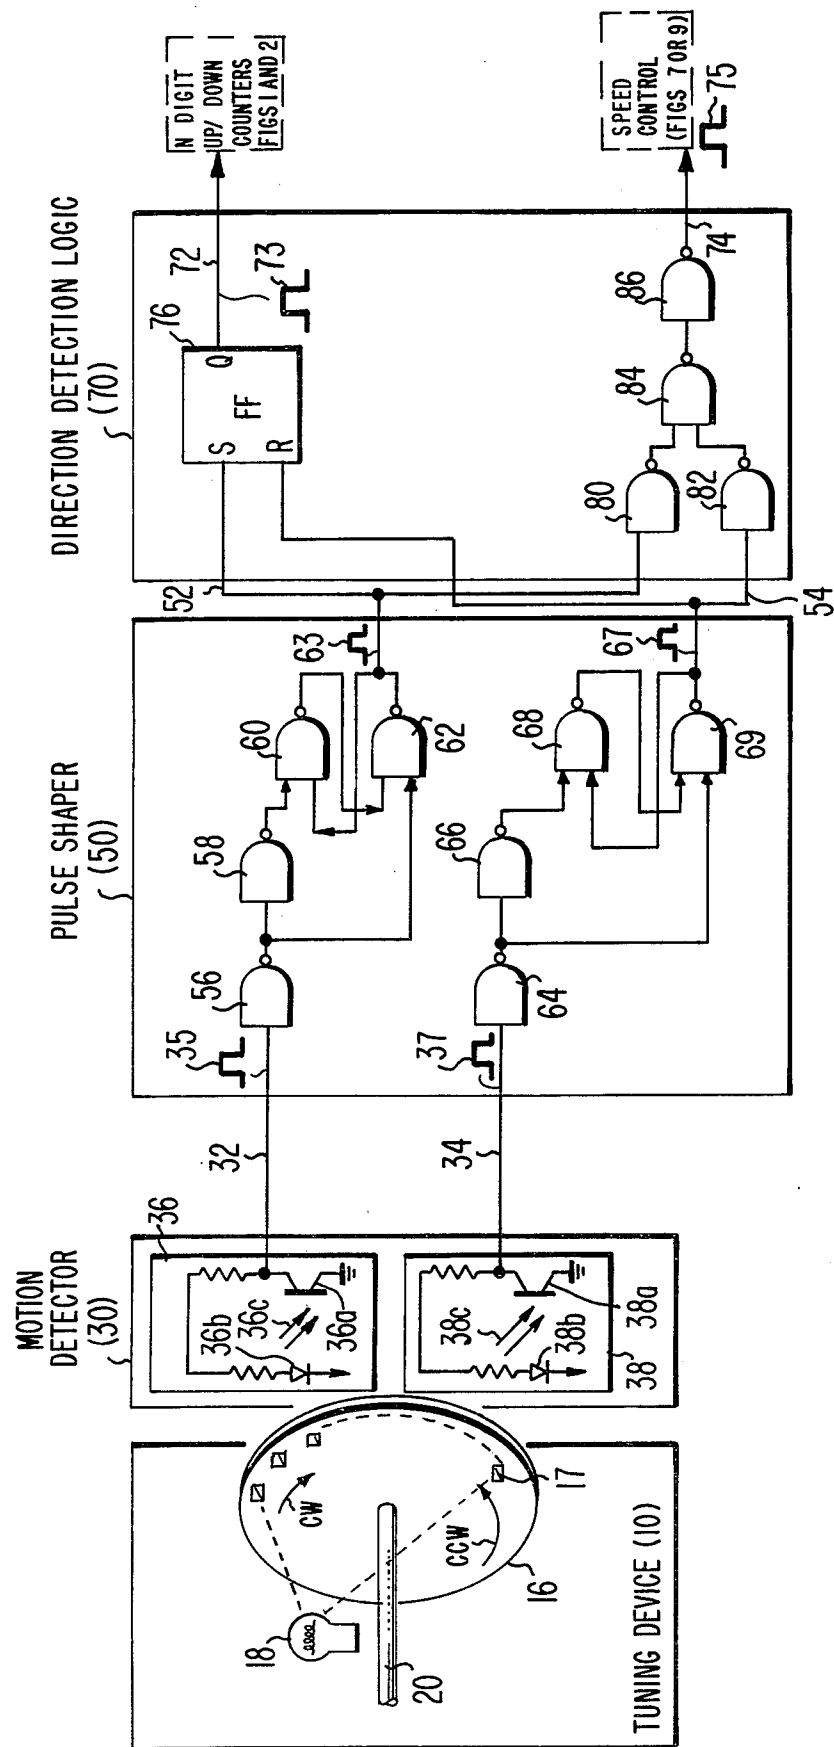 TUNING DEVICE (10)
18
20
16
17
CW
CCW
MOTION
DETECTOR
(30)
36
36b
36c
36a
38b
38c
38a
38
32
34
PULSE SHAPER
(50)
35
37
56
58
60
62
63
64
66
68
69
67
DIRECTION DETECTION LOGIC
(70)
52
54
76
S
R
FF
Q
72
73
80
82
84
86
74
75
N DIGIT
UP/ DOWN
COUNTERS
FIGS 1 AND 2
SPEED
CONTROL
(FIGS 7 OR 9)